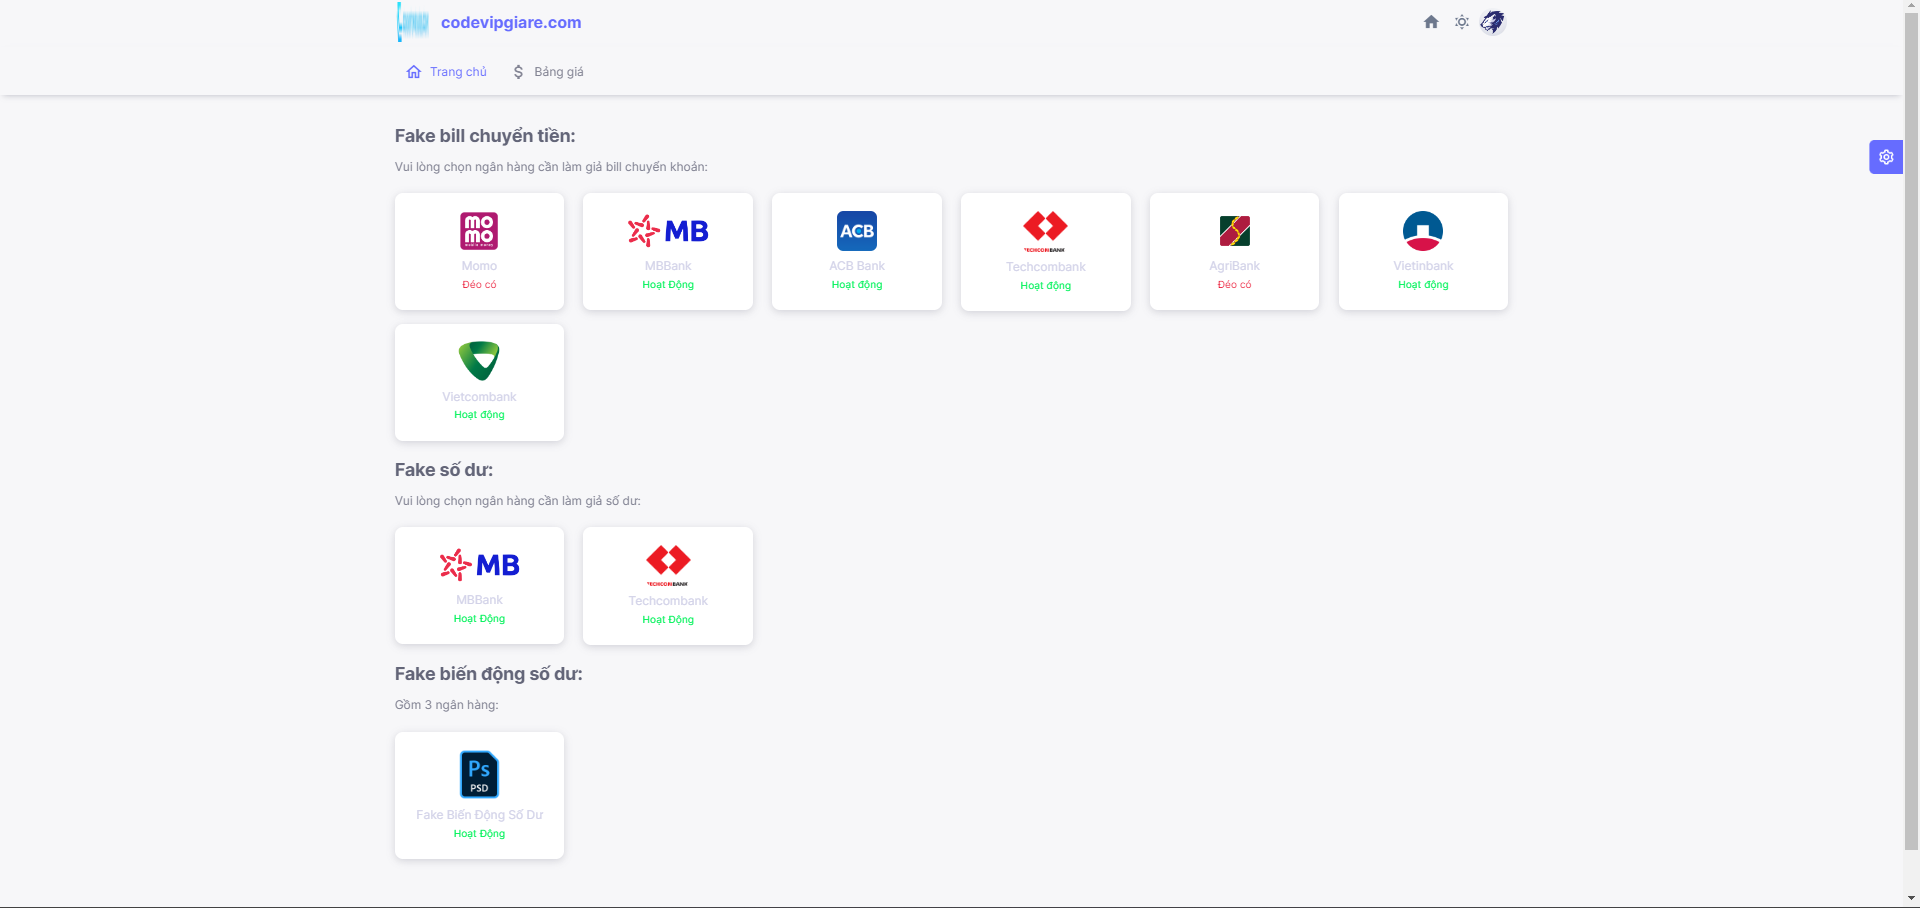 codevipgiare.com
Trang chủ
Bảng giá
Fake bill chuyển tiền:
Vui lòng chọn ngân hàng cần làm giả bill chuyển khoản:
mo
mo
Momo
Đéo có
MB
MBBank
Hoạt Động
ACB
ACB Bank
Hoạt động
TECHCOMBANK
Techcombank
Hoạt động
AgriBank
Đéo có
Vietinbank
Hoạt động
Vietcombank
Hoạt động
Fake số dư:
Vui lòng chọn ngân hàng cần làm giả số dư:
MB
MBBank
Hoạt Động
TECHCOMBANK
Techcombank
Hoạt Động
Fake biến động số dư:
Gồm 3 ngân hàng:
Ps
PSD
Fake Biến Động Số Dư
Hoạt Động